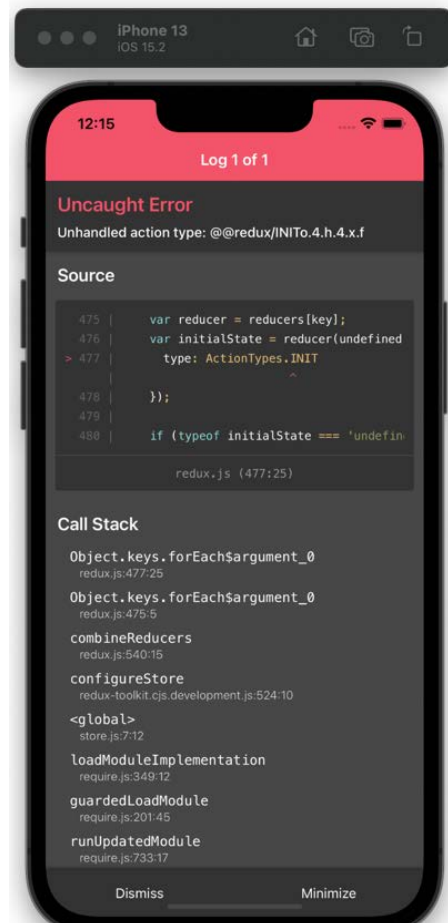 iPhone 13
iOS 15.2
12:15
Log 1 of 1
Uncaught Error
Unhandled action type: @@redux/INITo.4.h.4.x.f
Source
475 | var reducer = reducers[key];
476 | var initialState = reducer(undefined
> 477 | type: ActionTypes.INIT
| ^
478 | });
479 |
480 | if (typeof initialState === 'undefin
redux.js (477:25)
Call Stack
Object.keys.forEach$argument_0
redux.js:477:25
Object.keys.forEach$argument_0
redux.js:475:5
combineReducers
redux.js:540:15
configureStore
redux-toolkit.cjs.development.js:524:10
<global>
store.js:7:12
loadModuleImplementation
require.js:349:12
guardedLoadModule
require.js:201:45
runUpdatedModule
require.js:733:17
Dismiss Minimize